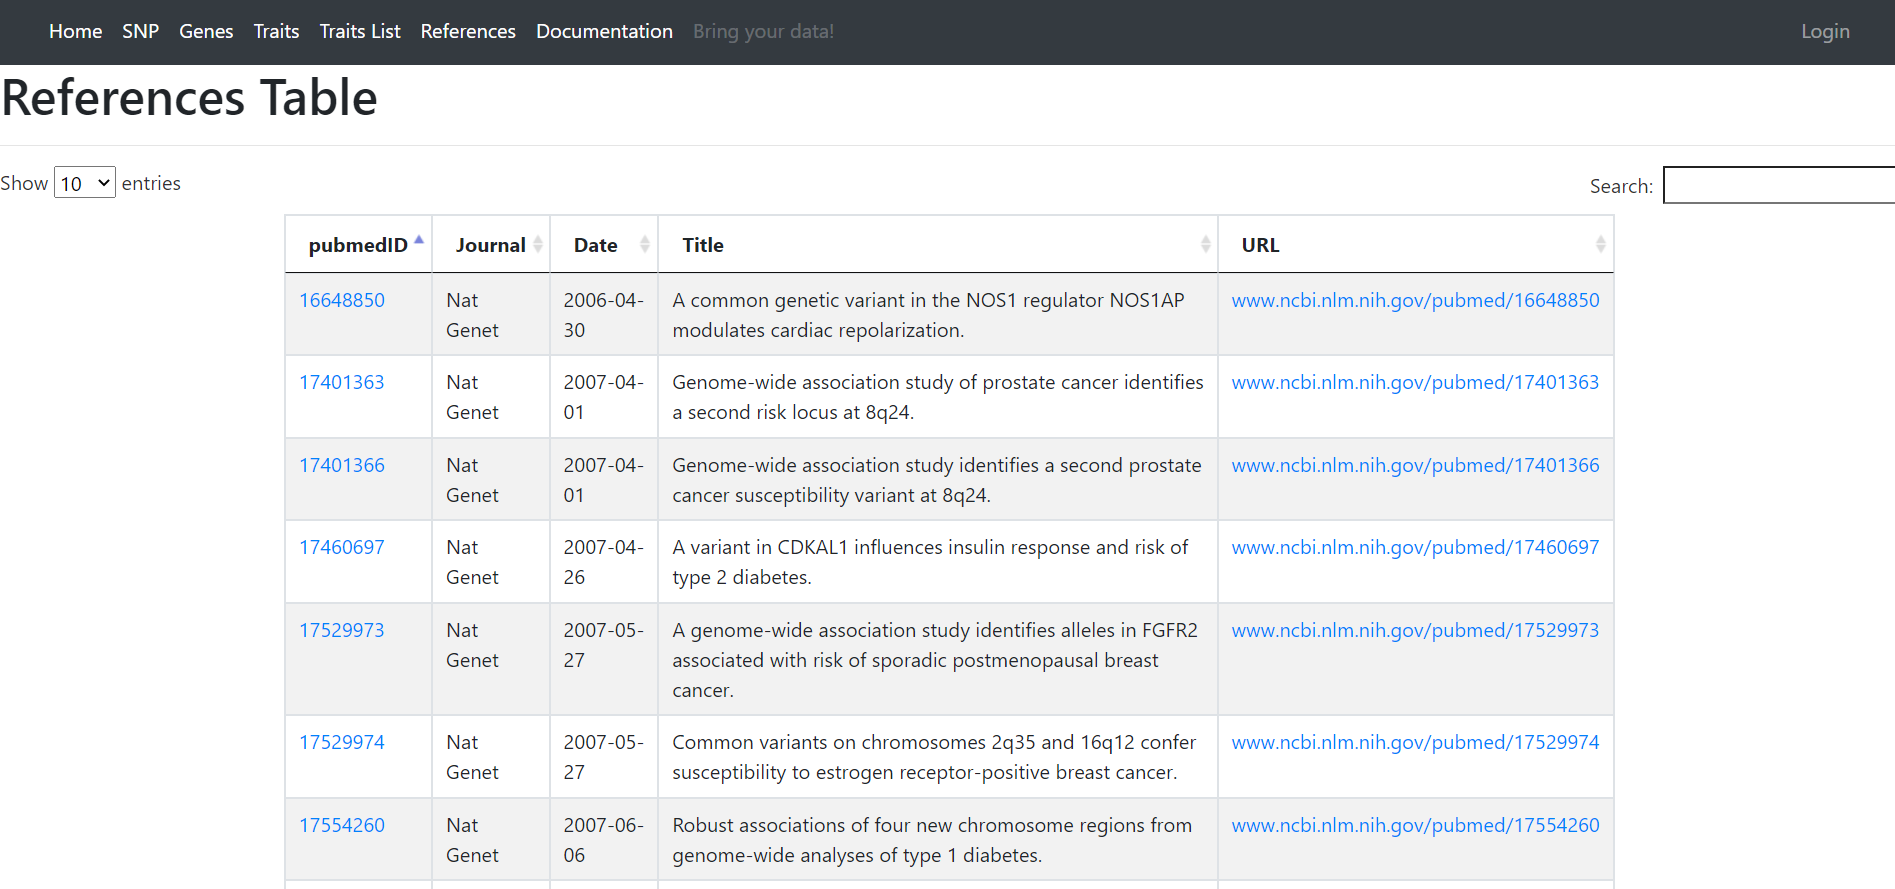 Home SNP Genes Traits Traits List References Documentation Bring your data! Login
References Table
Show 10 entries Search:
pubmedID Journal Date Title URL
16648850 Nat 2006-04- A common genetic variant in the NOS1 regulator NOS1AP www.ncbi.nlm.nih.gov/pubmed/16648850
Genet 30 modulates cardiac repolarization.
17401363 Nat 2007-04- Genome-wide association study of prostate cancer identifies www.ncbi.nlm.nih.gov/pubmed/17401363
Genet 01 a second risk locus at 8q24.
17401366 Nat 2007-04- Genome-wide association study identifies a second prostate www.ncbi.nlm.nih.gov/pubmed/17401366
Genet 01 cancer susceptibility variant at 8q24.
17460697 Nat 2007-04- A variant in CDKAL1 influences insulin response and risk of www.ncbi.nlm.nih.gov/pubmed/17460697
Genet 26 type 2 diabetes.
17529973 Nat 2007-05- A genome-wide association study identifies alleles in FGFR2 www.ncbi.nlm.nih.gov/pubmed/17529973
Genet 27 associated with risk of sporadic postmenopausal breast
cancer.
17529974 Nat 2007-05- Common variants on chromosomes 2q35 and 16q12 confer www.ncbi.nlm.nih.gov/pubmed/17529974
Genet 27 susceptibility to estrogen receptor-positive breast cancer.
17554260 Nat 2007-06- Robust associations of four new chromosome regions from www.ncbi.nlm.nih.gov/pubmed/17554260
Genet 06 genome-wide analyses of type 1 diabetes.